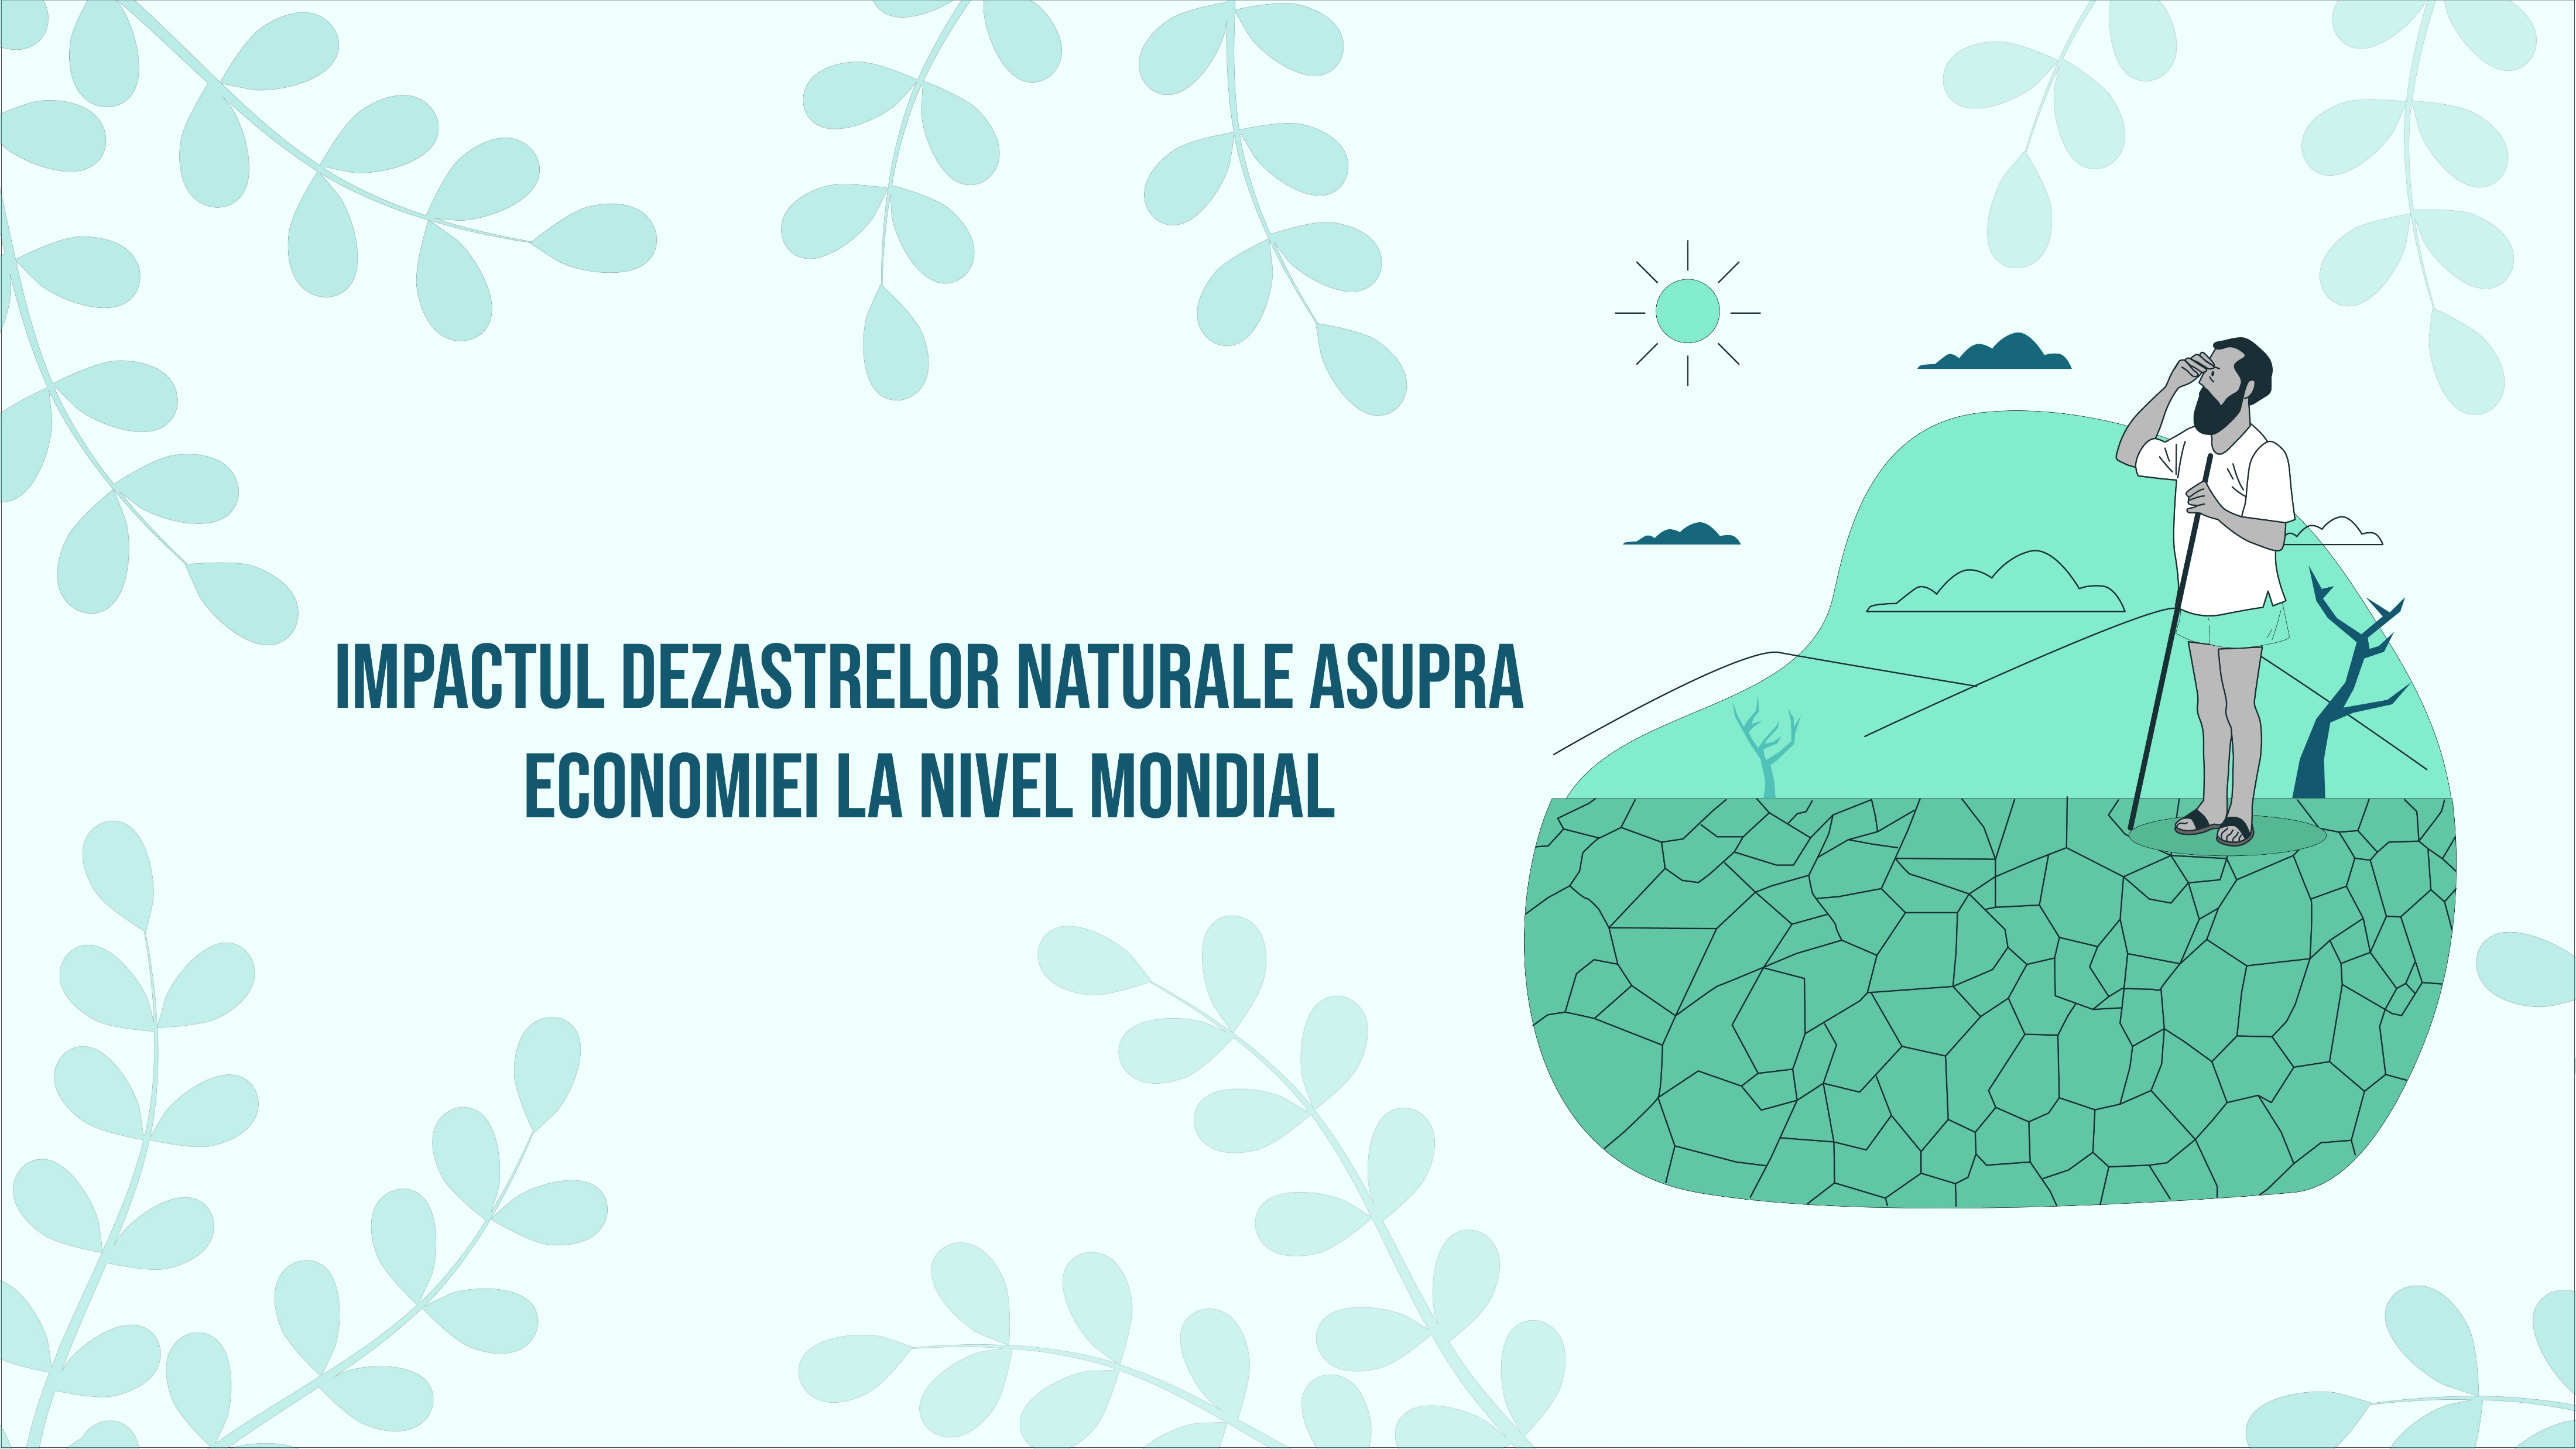 IMPACTUL DEZASTRELOR NATURALE ASUPRA
ECONOMIEI LA NIVEL MONDIAL